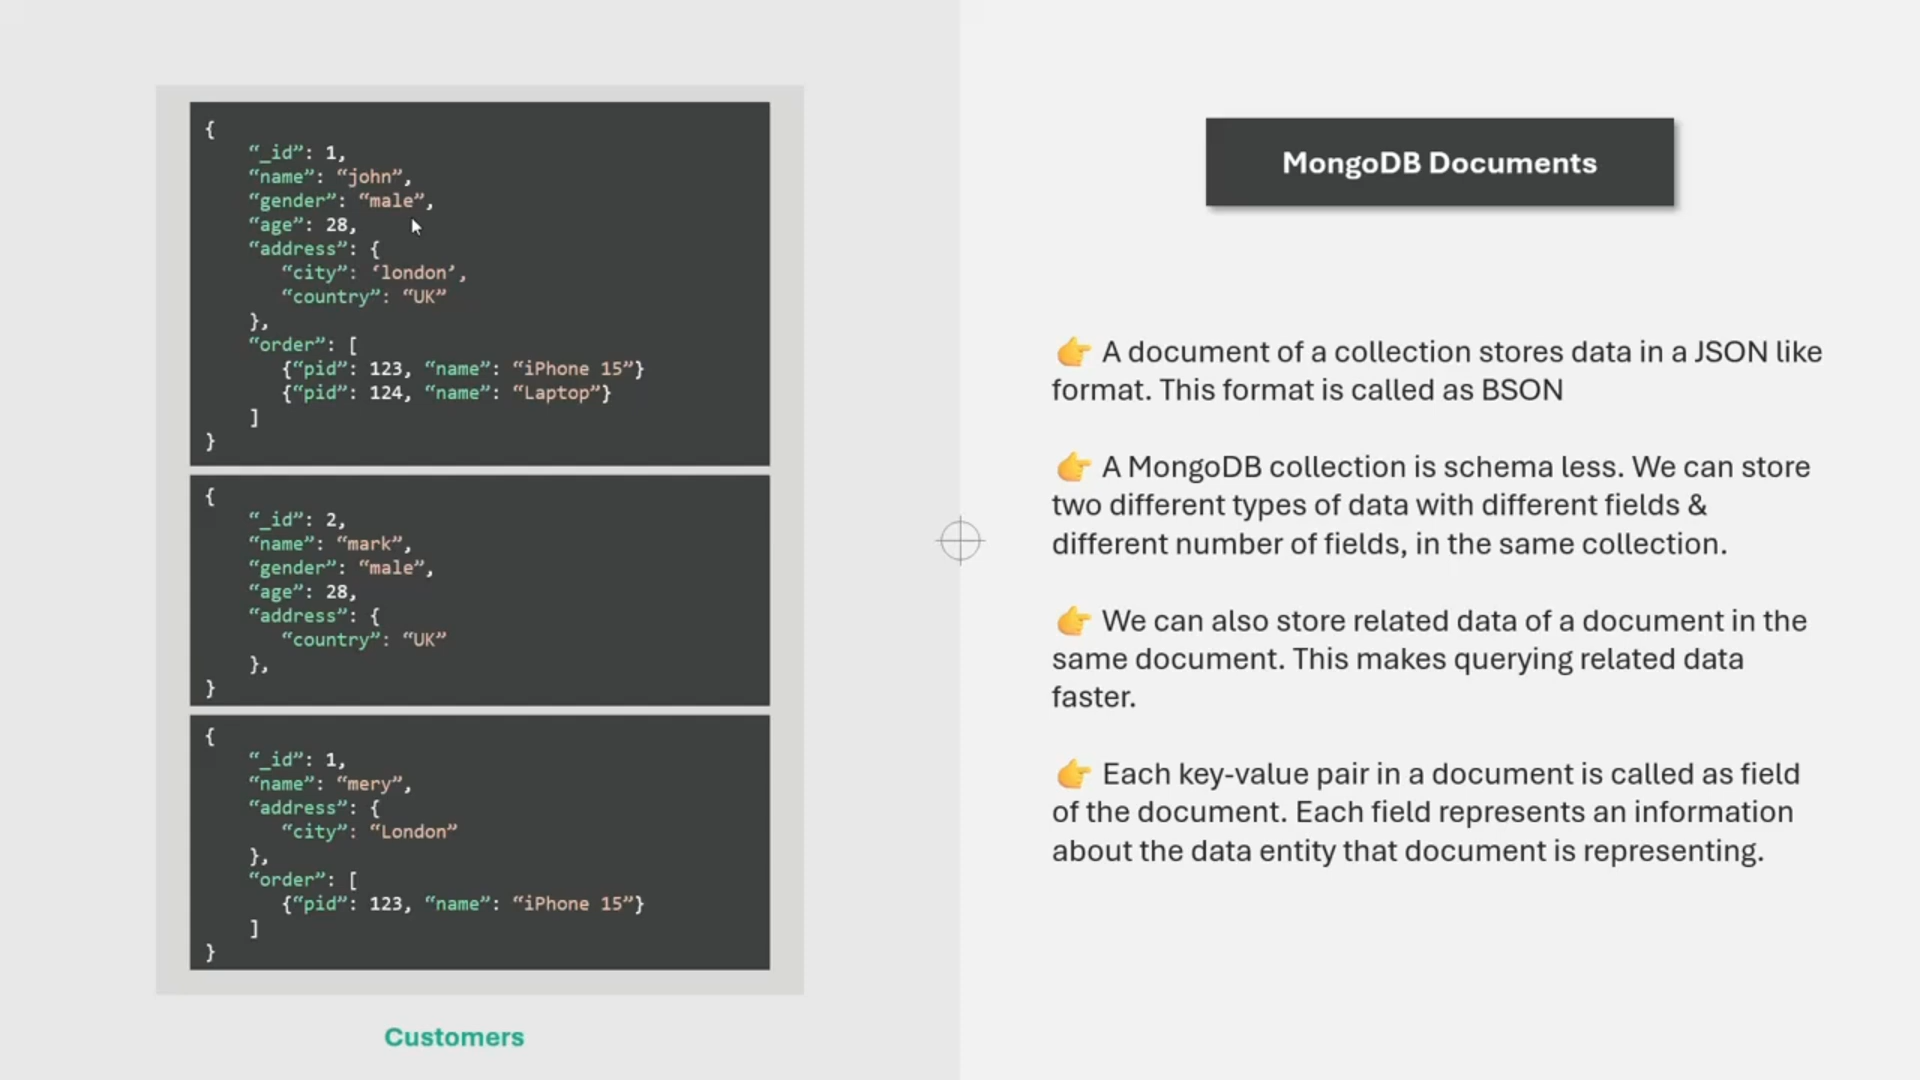 {
“_id”: 1,
“name”: “john”,
“gender”: “male”,
“age”: 28,
“address”: {
“city”: ‘london’,
“country”: “UK”
},
“order”: [
{“pid”: 123, “name”: “iPhone 15”}
{“pid”: 124, “name”: “Laptop”}
]
}
{
“_id”: 2,
“name”: “mark”,
“gender”: “male”,
“age”: 28,
“address”: {
“country”: “UK”
},
}
{
“_id”: 1,
“name”: “mery”,
“address”: {
“city”: “London”
},
“order”: [
{“pid”: 123, “name”: “iPhone 15”}
]
}
Customers
MongoDB Documents
👉 A document of a collection stores data in a JSON like
format. This format is called as BSON
👉 A MongoDB collection is schema less. We can store
two different types of data with different fields &
different number of fields, in the same collection.
👉 We can also store related data of a document in the
same document. This makes querying related data
faster.
👉 Each key-value pair in a document is called as field
of the document. Each field represents an information
about the data entity that document is representing.